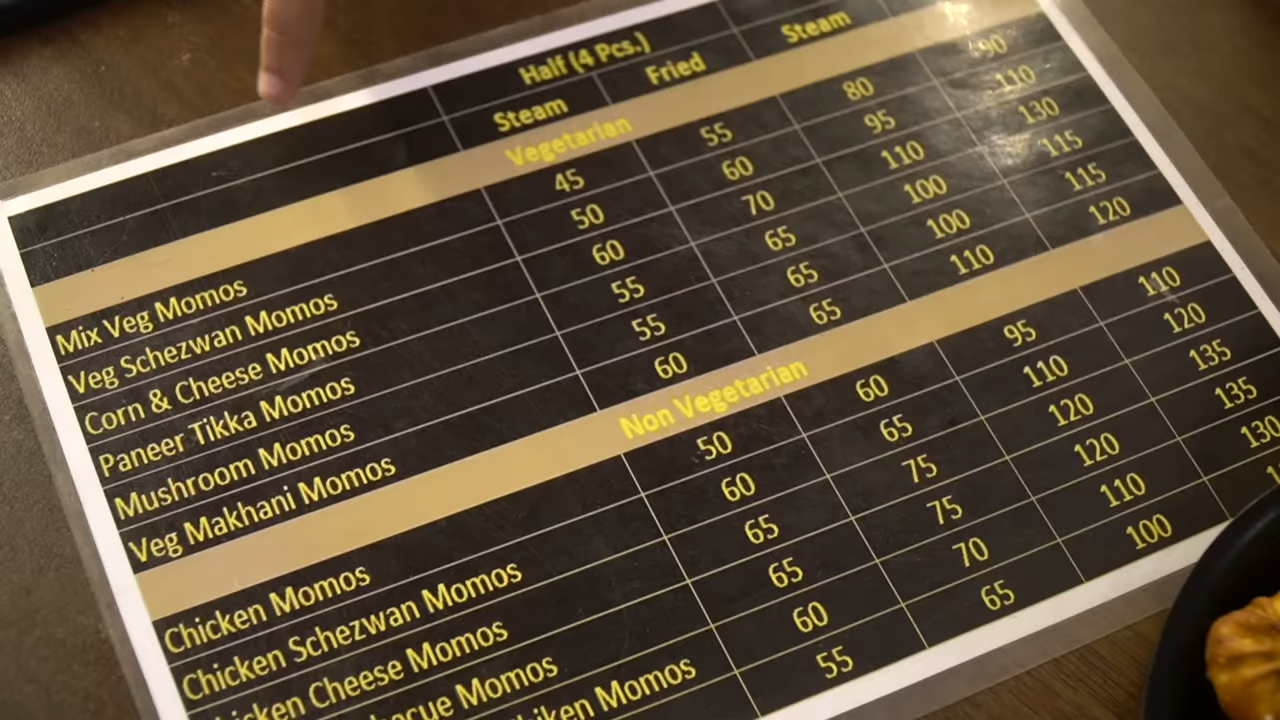 Half (4 Pcs.)
Steam Fried Steam
Vegetarian
Mix Veg Momos 45 55 80 90
Veg Schezwan Momos 50 60 95 110
Corn & Cheese Momos 60 70 110 130
Paneer Tikka Momos 55 65 100 115
Mushroom Momos 55 65 100 115
Veg Makhani Momos 60 65 110 120
Non Vegetarian
Chicken Momos 50 60 95 110
Chicken Schezwan Momos 60 65 110 120
Cheese Momos 65 75 120 135
Momos 65 75 120 135
Momos 60 70 110 130
55 65 100